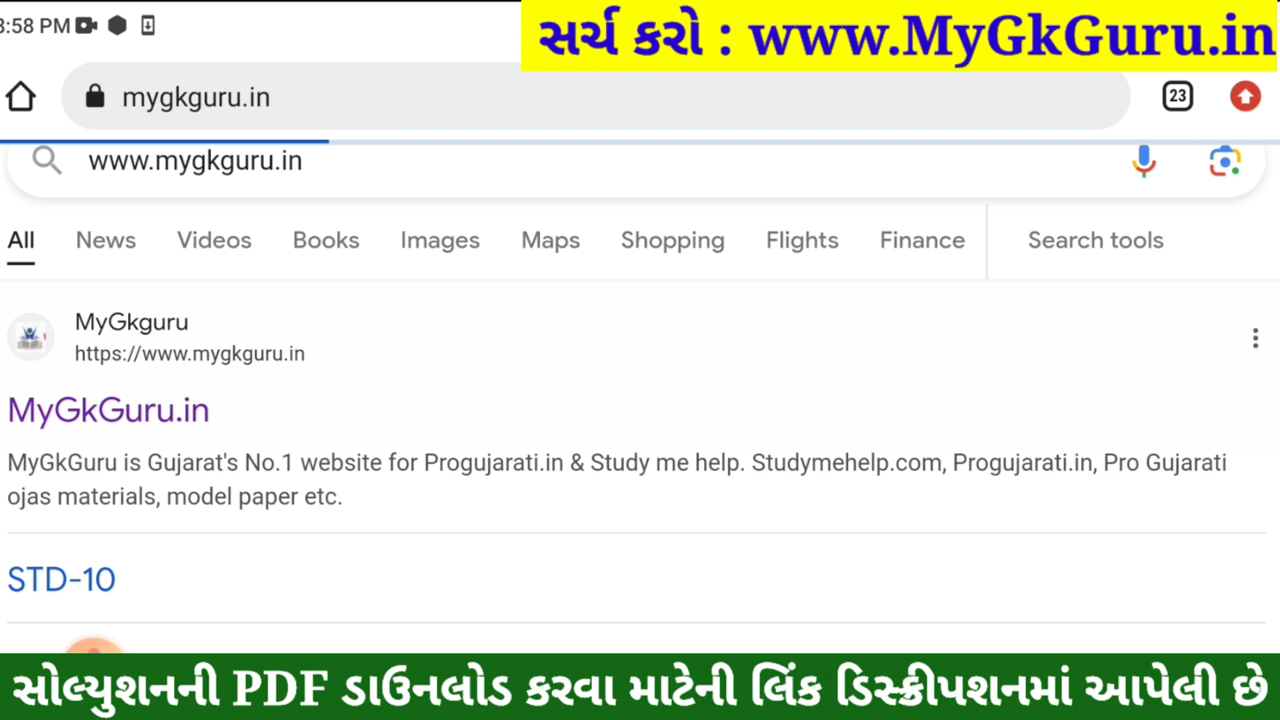 3:58 PM
સર્ચ કરો : www.MyGkGuru.in
mygkguru.in
23
www.mygkguru.in
All News Videos Books Images Maps Shopping Flights Finance Search tools
MyGkguru
https://www.mygkguru.in
MyGkGuru.in
MyGkGuru is Gujarat's No.1 website for Progujarati.in & Study me help. Studymehelp.com, Progujarati.in, Pro Gujarati
ojas materials, model paper etc.
STD-10
સોલ્યુશનની PDF ડાઉનલોડ કરવા માટેની લિંક ડિસ્ક્રીપશનમાં આપેલી છે